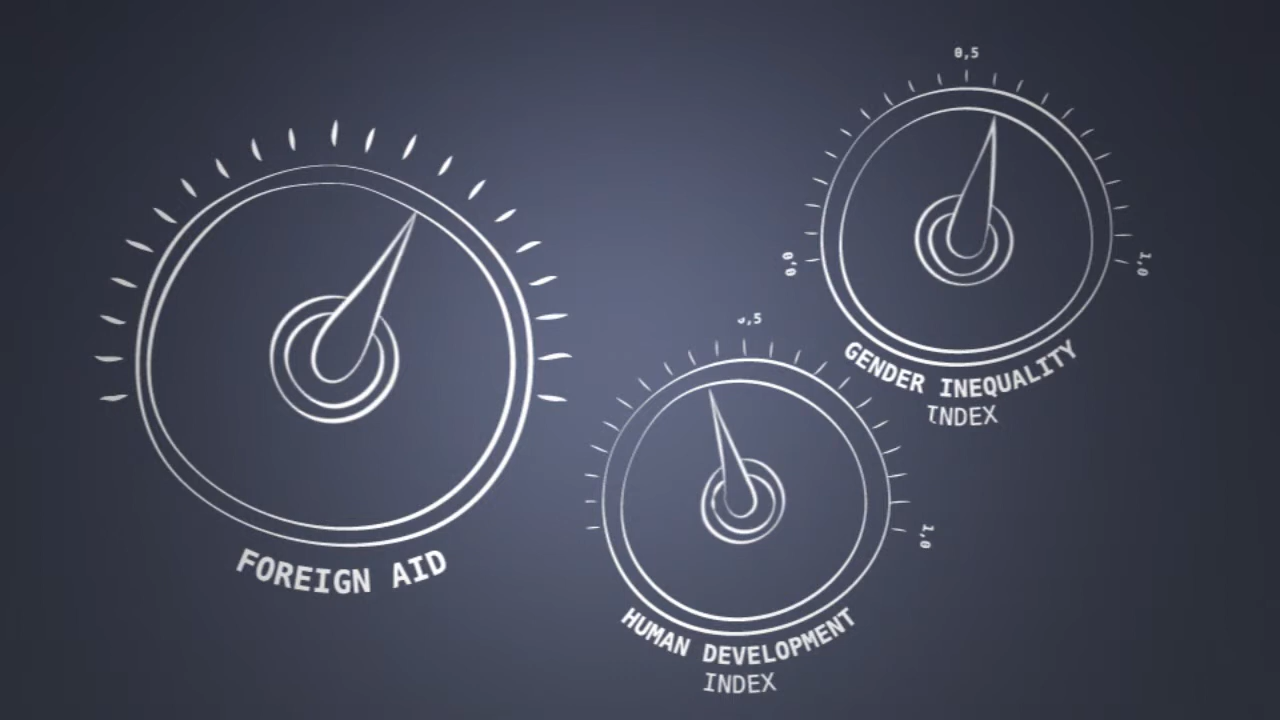 0,5
0,0
1,0
GENDER INEQUALITY
INDEX
,5
1,0
FOREIGN AID
HUMAN DEVELOPMENT
INDEX